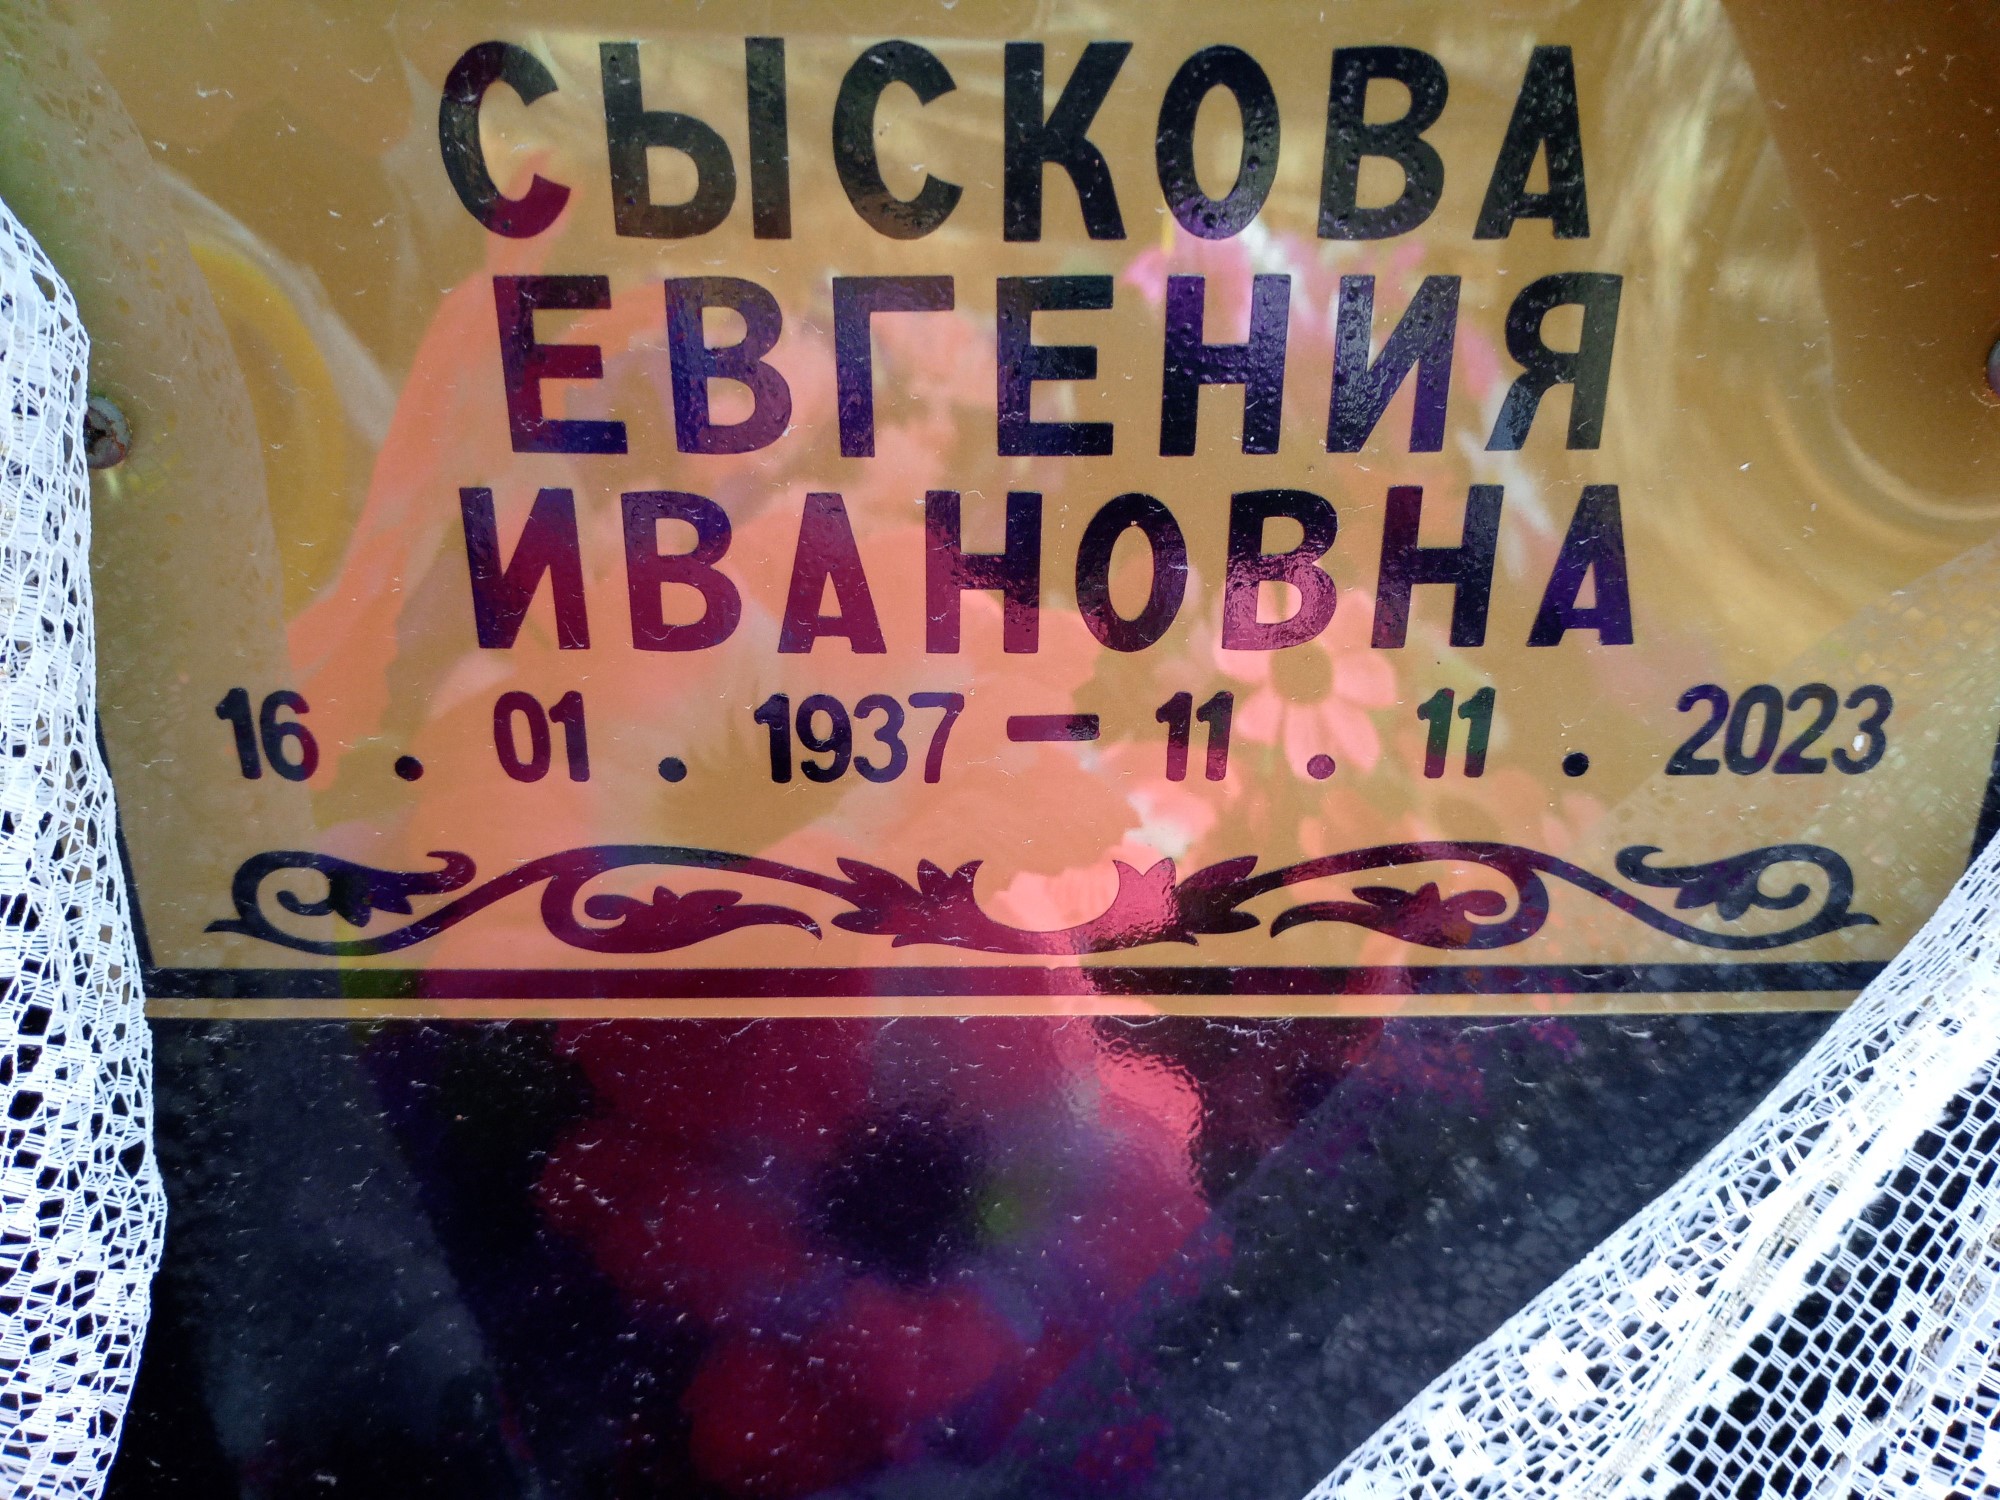 СЫСКОВА
ЕВГЕНИЯ
ИВАНОВНА
16 . 01 . 1937 – 11 . 11 . 2023